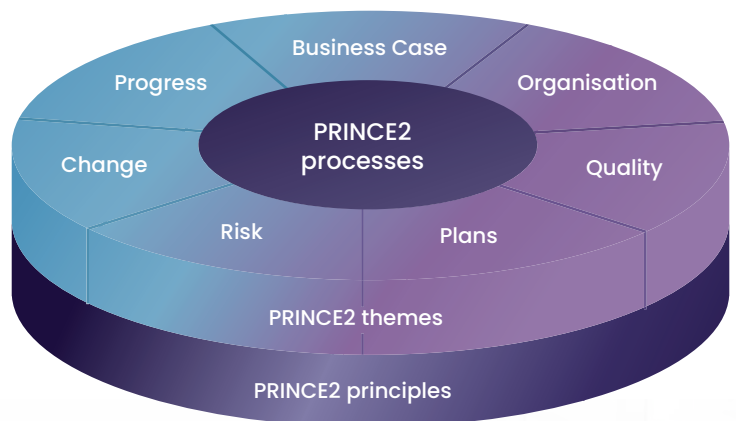 Business Case
Progress
Organisation
PRINCE2
processes
Change
Quality
Risk
Plans
PRINCE2 themes
PRINCE2 principles